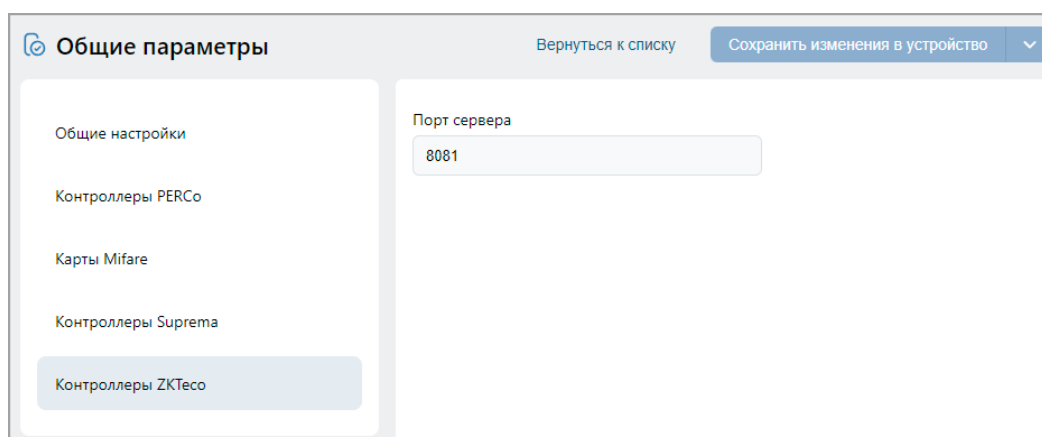 Общие параметры
Вернуться к списку
Сохранить изменения в устройство
Общие настройки
Контроллеры PERCo
Карты Mifare
Контроллеры Suprema
Контроллеры ZKTeco
Порт сервера
8081